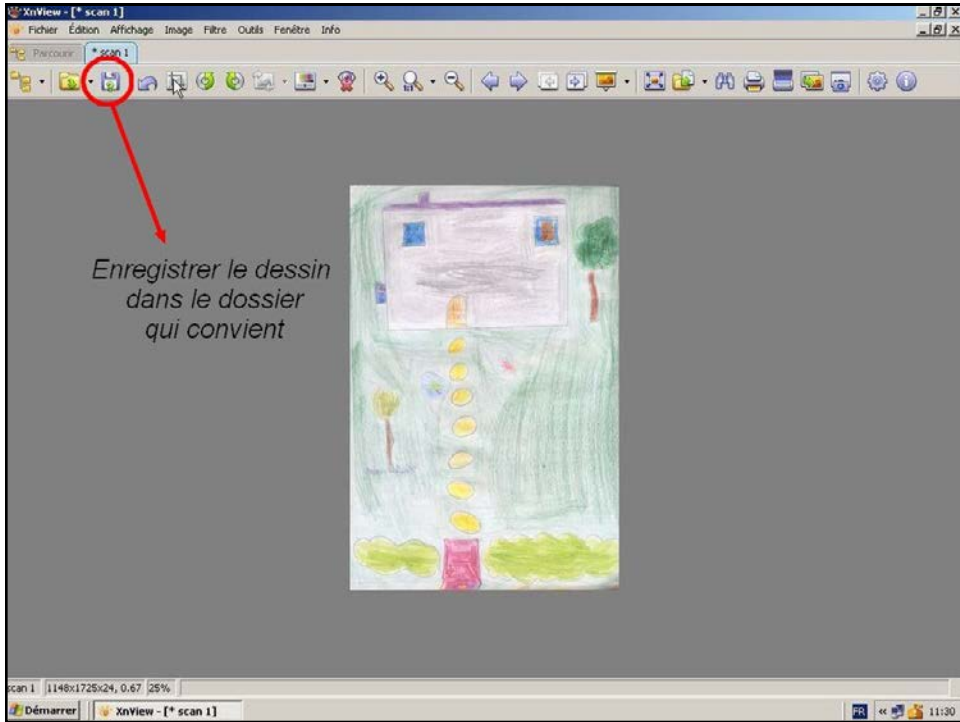 XnView - [* scan 1]
Fichier Édition Affichage Image Filtre Outils Fenêtre Info
Parcourir * scan 1
Enregistrer le dessin
dans le dossier
qui convient
scan 1 1148x1725x24, 0.67 25%
Démarrer XnView - [* scan 1] FR « 11:30